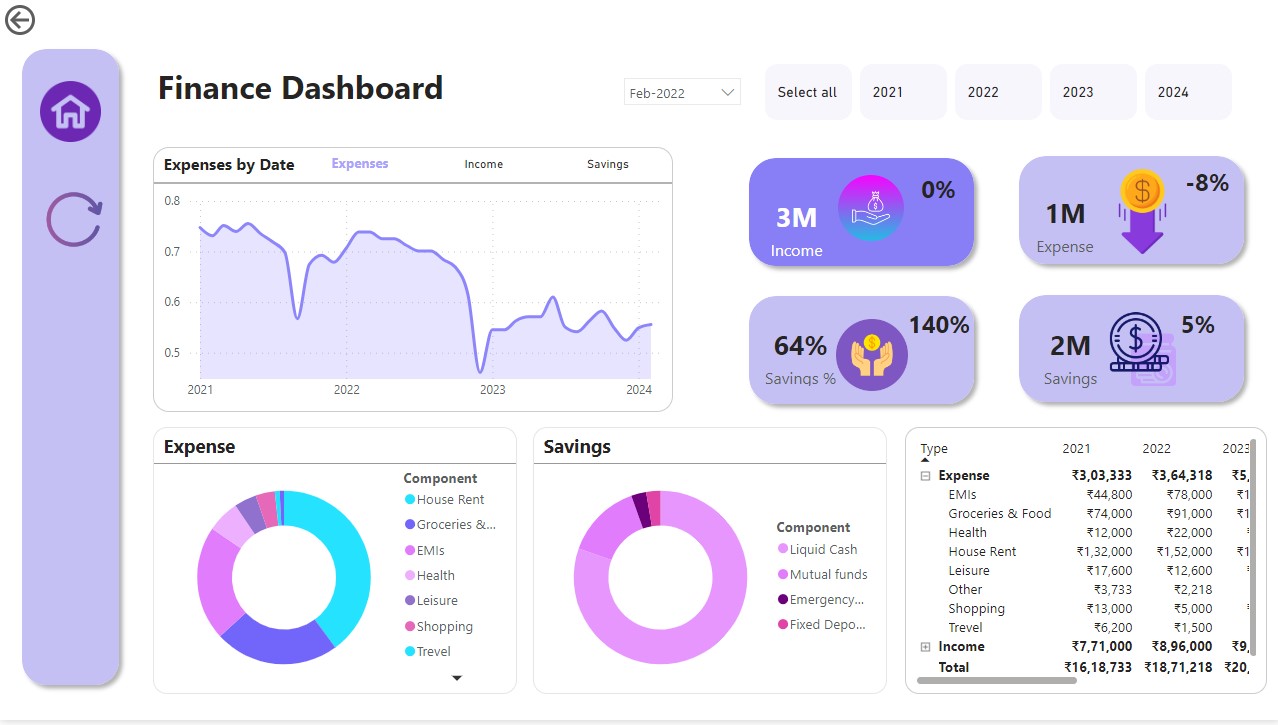 Finance Dashboard
Feb-2022
Select all
2021
2022
2023
2024
Expenses by Date Expenses Income Savings
0.8
0.7
0.6
0.5
2021 2022 2023 2024
3M
Income
0%
1M
Expense
-8%
64%
Savings %
140%
2M
Savings
5%
Expense
Component
House Rent
Groceries &...
EMIs
Health
Leisure
Shopping
Trevel
Savings
Component
Liquid Cash
Mutual funds
Emergency...
Fixed Depo...
Type 2021 2022 2023
Expense ₹3,03,333 ₹3,64,318 ₹5,
EMIs ₹44,800 ₹78,000 ₹1
Groceries & Food ₹74,000 ₹91,000 ₹1
Health ₹12,000 ₹22,000
House Rent ₹1,32,000 ₹1,52,000 ₹1
Leisure ₹17,600 ₹12,600
Other ₹3,733 ₹2,218
Shopping ₹13,000 ₹5,000
Trevel ₹6,200 ₹1,500
Income ₹7,71,000 ₹8,96,000 ₹9,
Total ₹16,18,733 ₹18,71,218 ₹20,